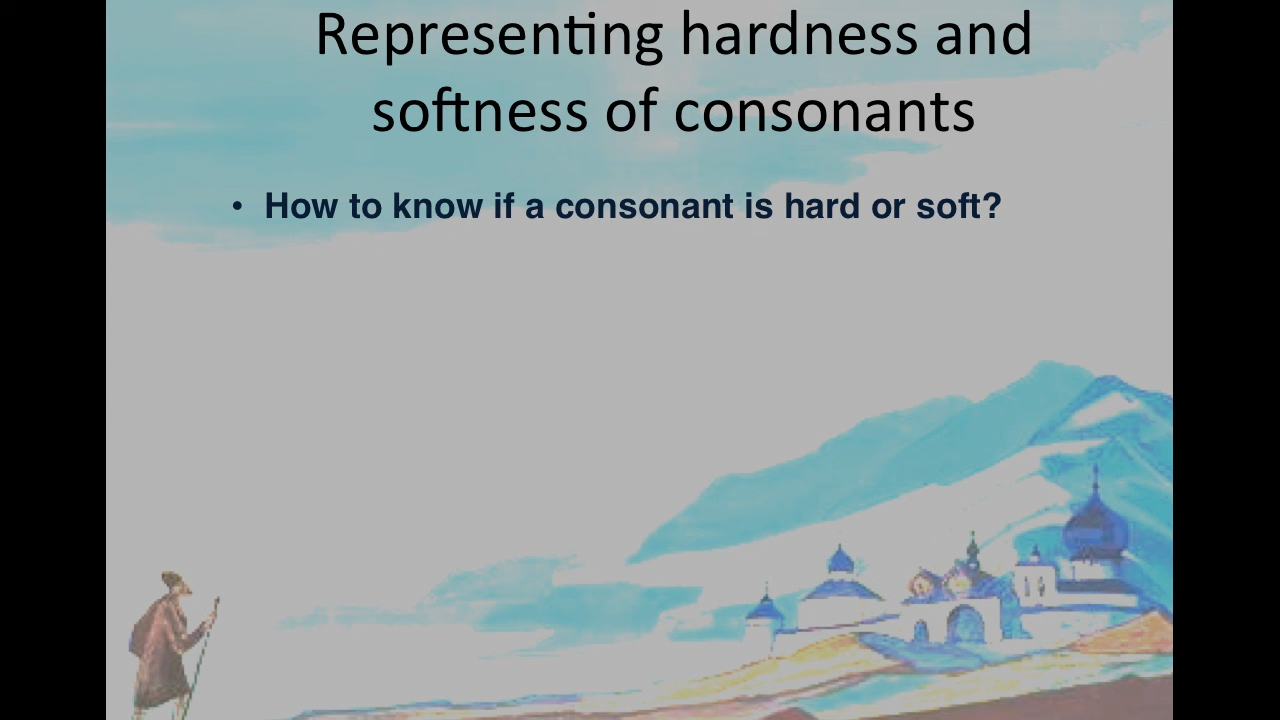 Representing hardness and
softness of consonants
• How to know if a consonant is hard or soft?